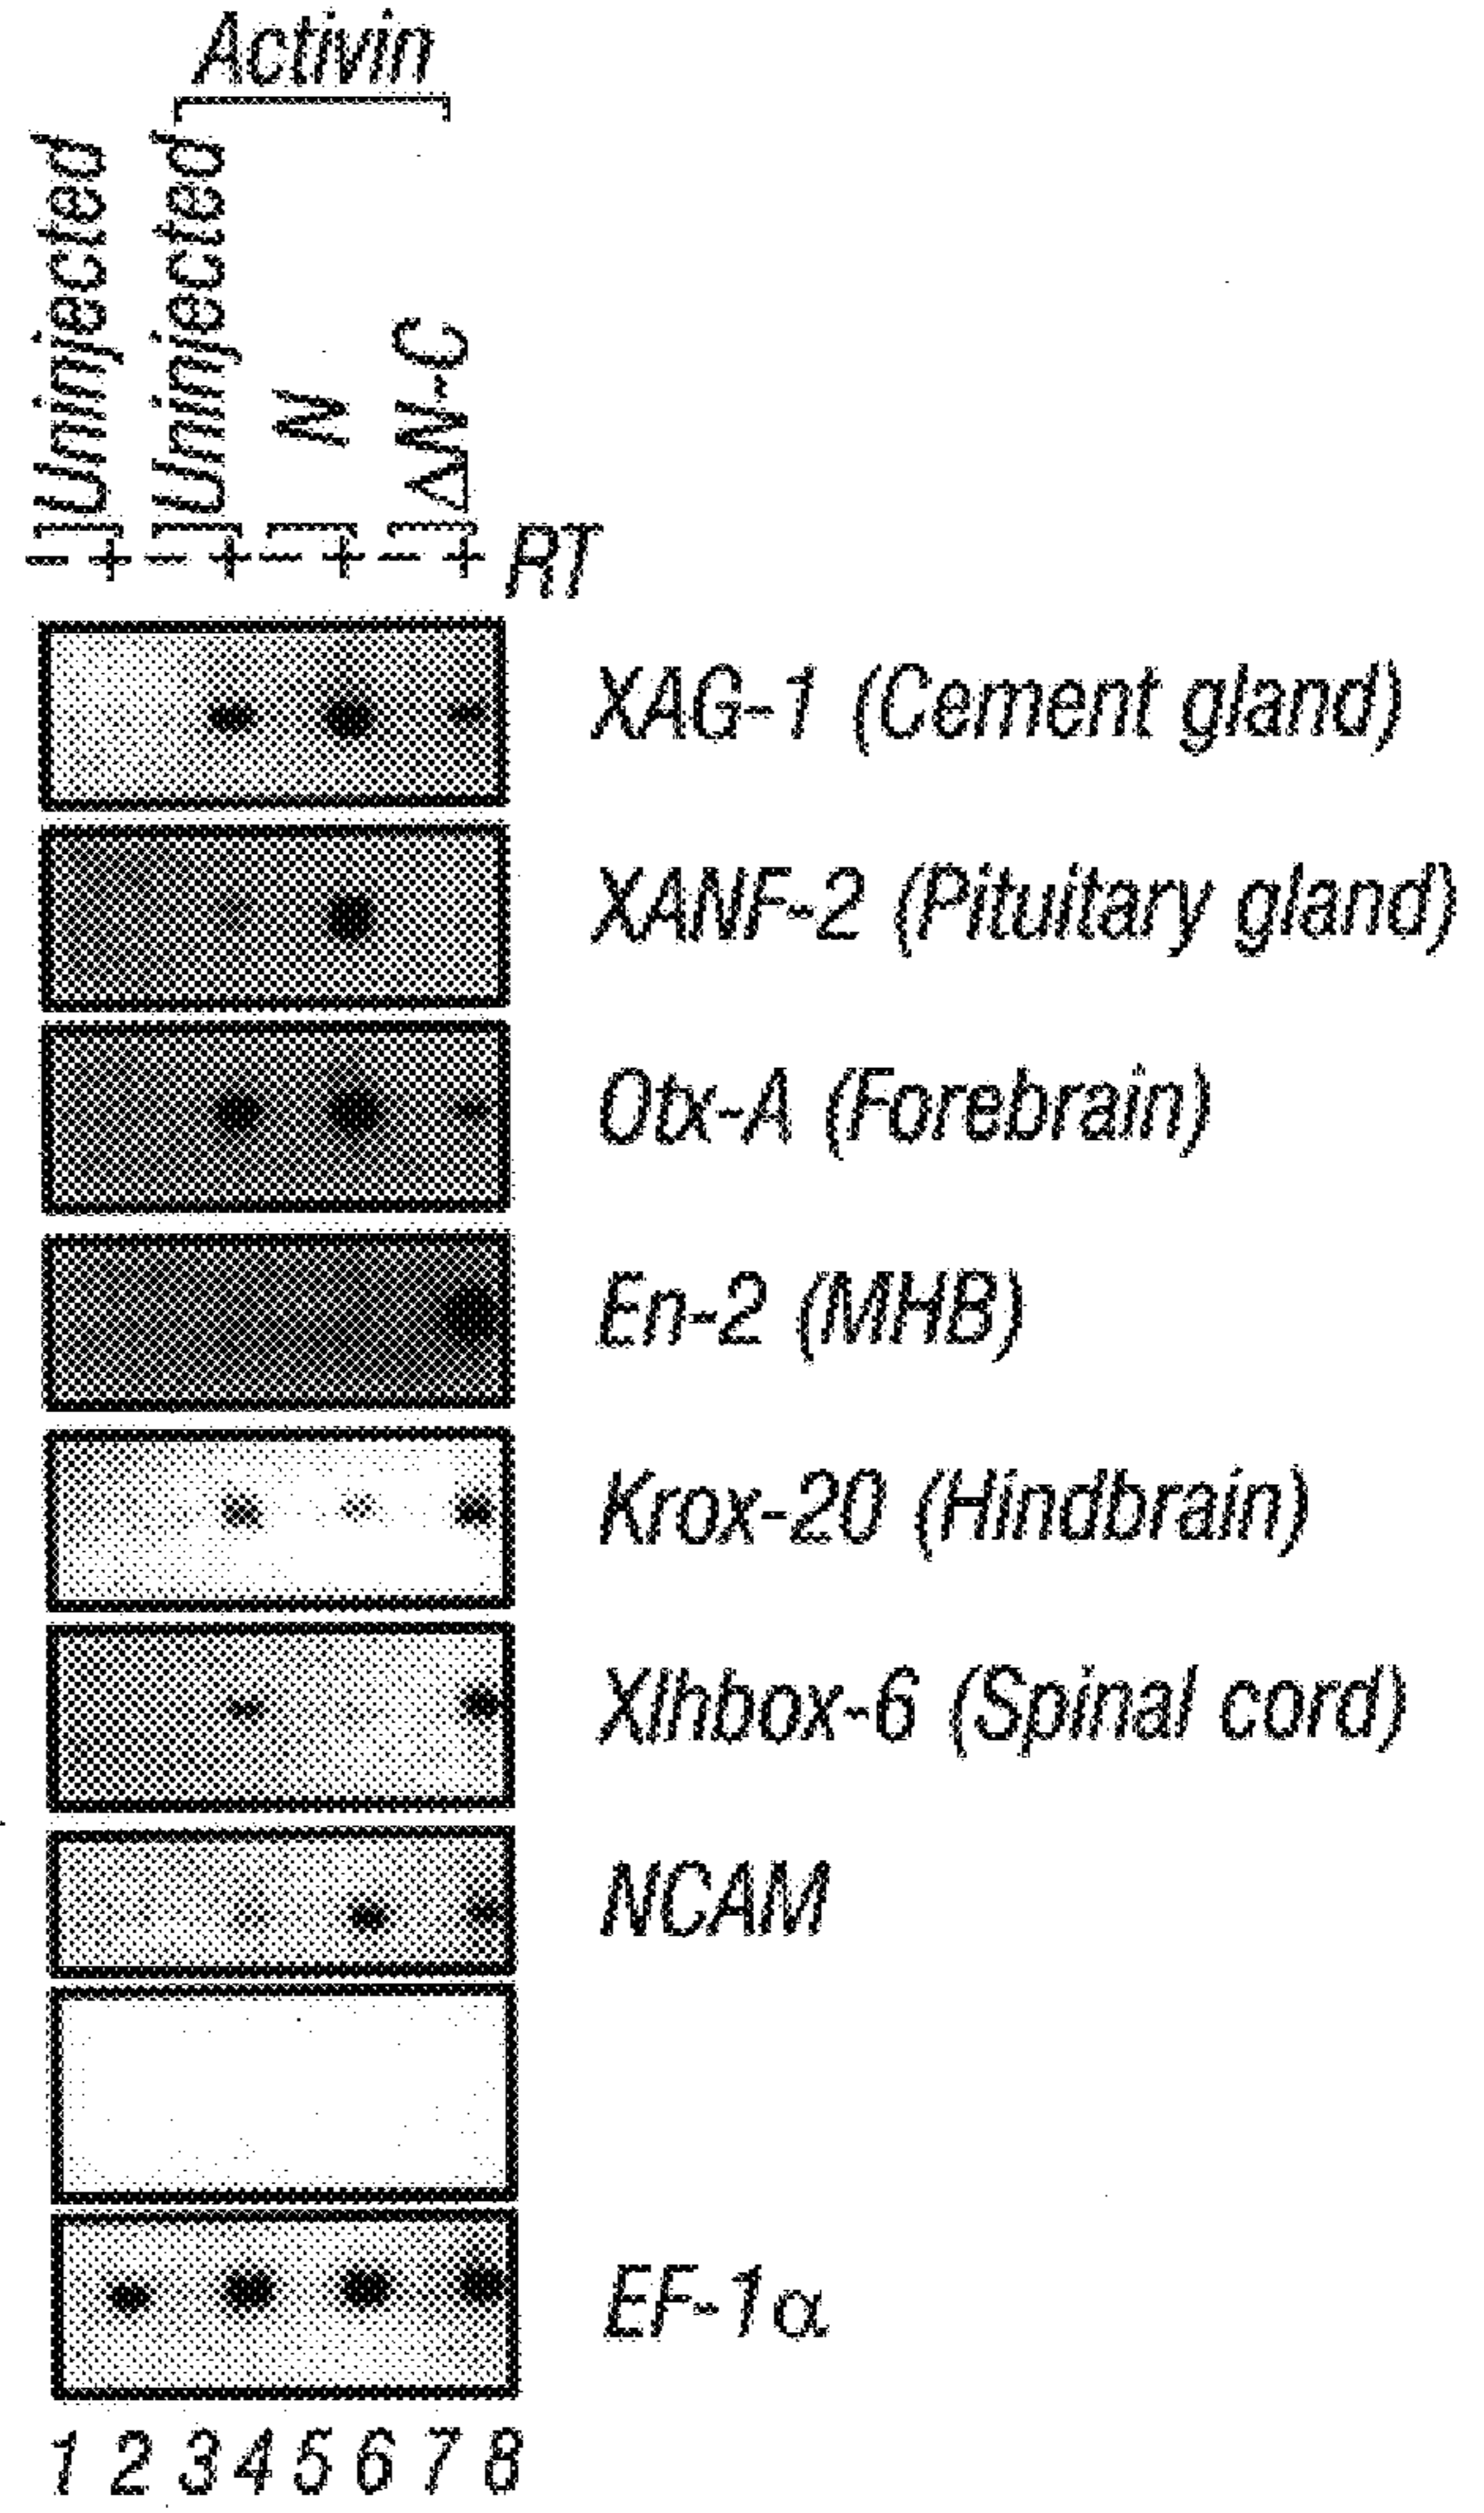 Activin
Uninjected Uninjected N ΔN-C
- + - + - + - + RT
XAG-1 (Cement gland)
XANF-2 (Pituitary gland)
Otx-A (Forebrain)
En-2 (MHB)
Krox-20 (Hindbrain)
Xlhbox-6 (Spinal cord)
NCAM
EF-1α
1 2 3 4 5 6 7 8